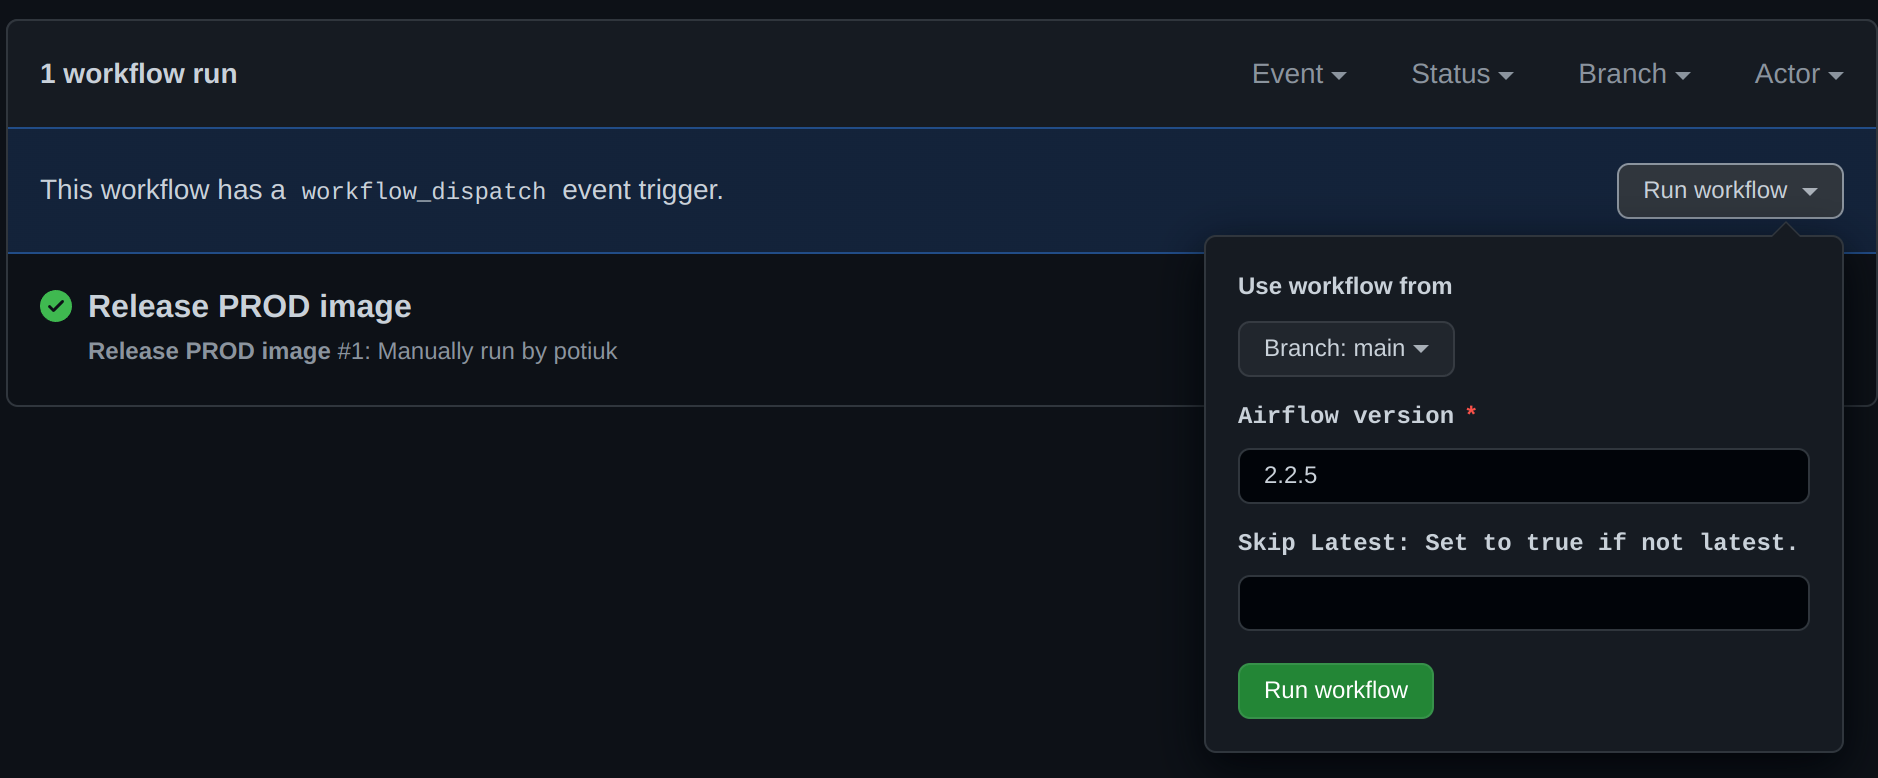 1 workflow run
Event Status Branch Actor
This workflow has a workflow_dispatch event trigger.
Run workflow
Release PROD image
Release PROD image #1: Manually run by potiuk
Use workflow from
Branch: main
Airflow version *
2.2.5
Skip Latest: Set to true if not latest.
Run workflow